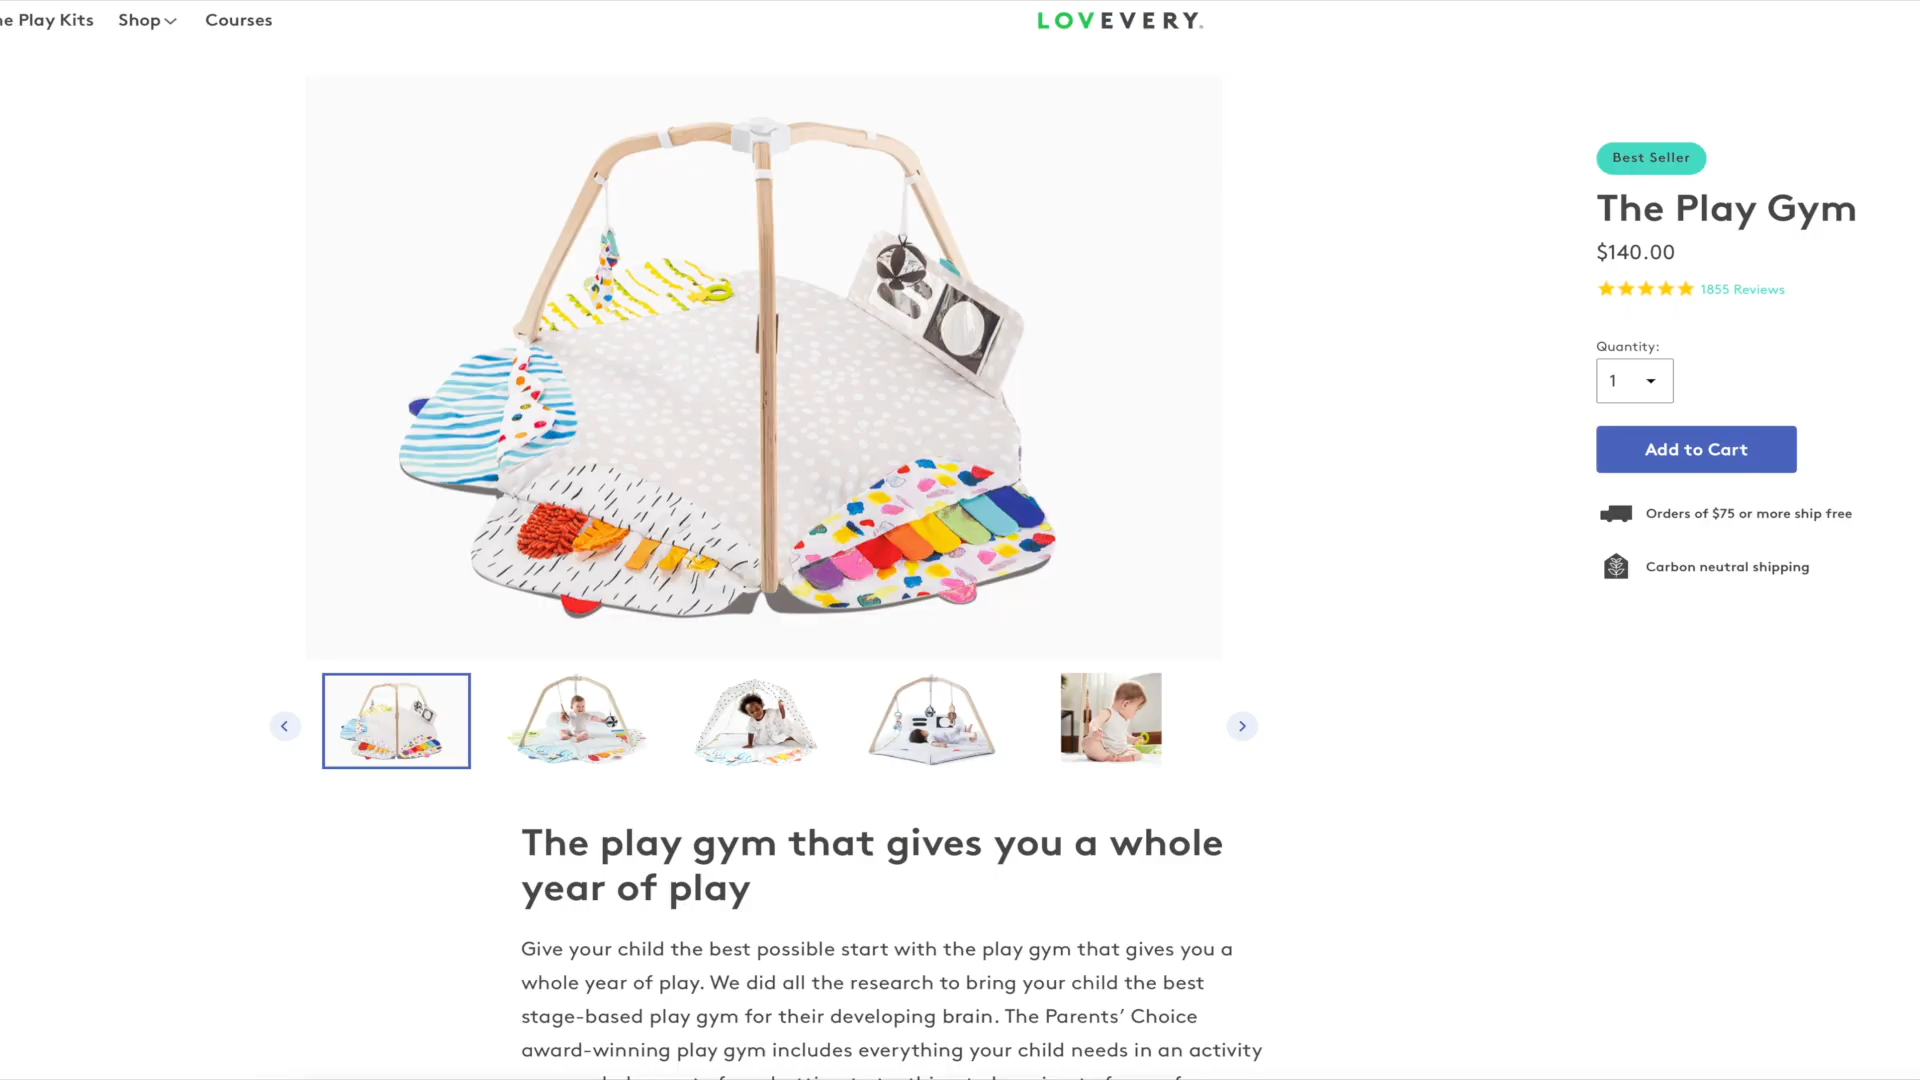 Play Kits
Shop
Courses
LOVEVERY.
Best Seller
The Play Gym
$140.00
1855 Reviews
Quantity:
1
Add to Cart
Orders of $75 or more ship free
Carbon neutral shipping
The play gym that gives you a whole
year of play
Give your child the best possible start with the play gym that gives you a
whole year of play. We did all the research to bring your child the best
stage-based play gym for their developing brain. The Parents’ Choice
award-winning play gym includes everything your child needs in an activity